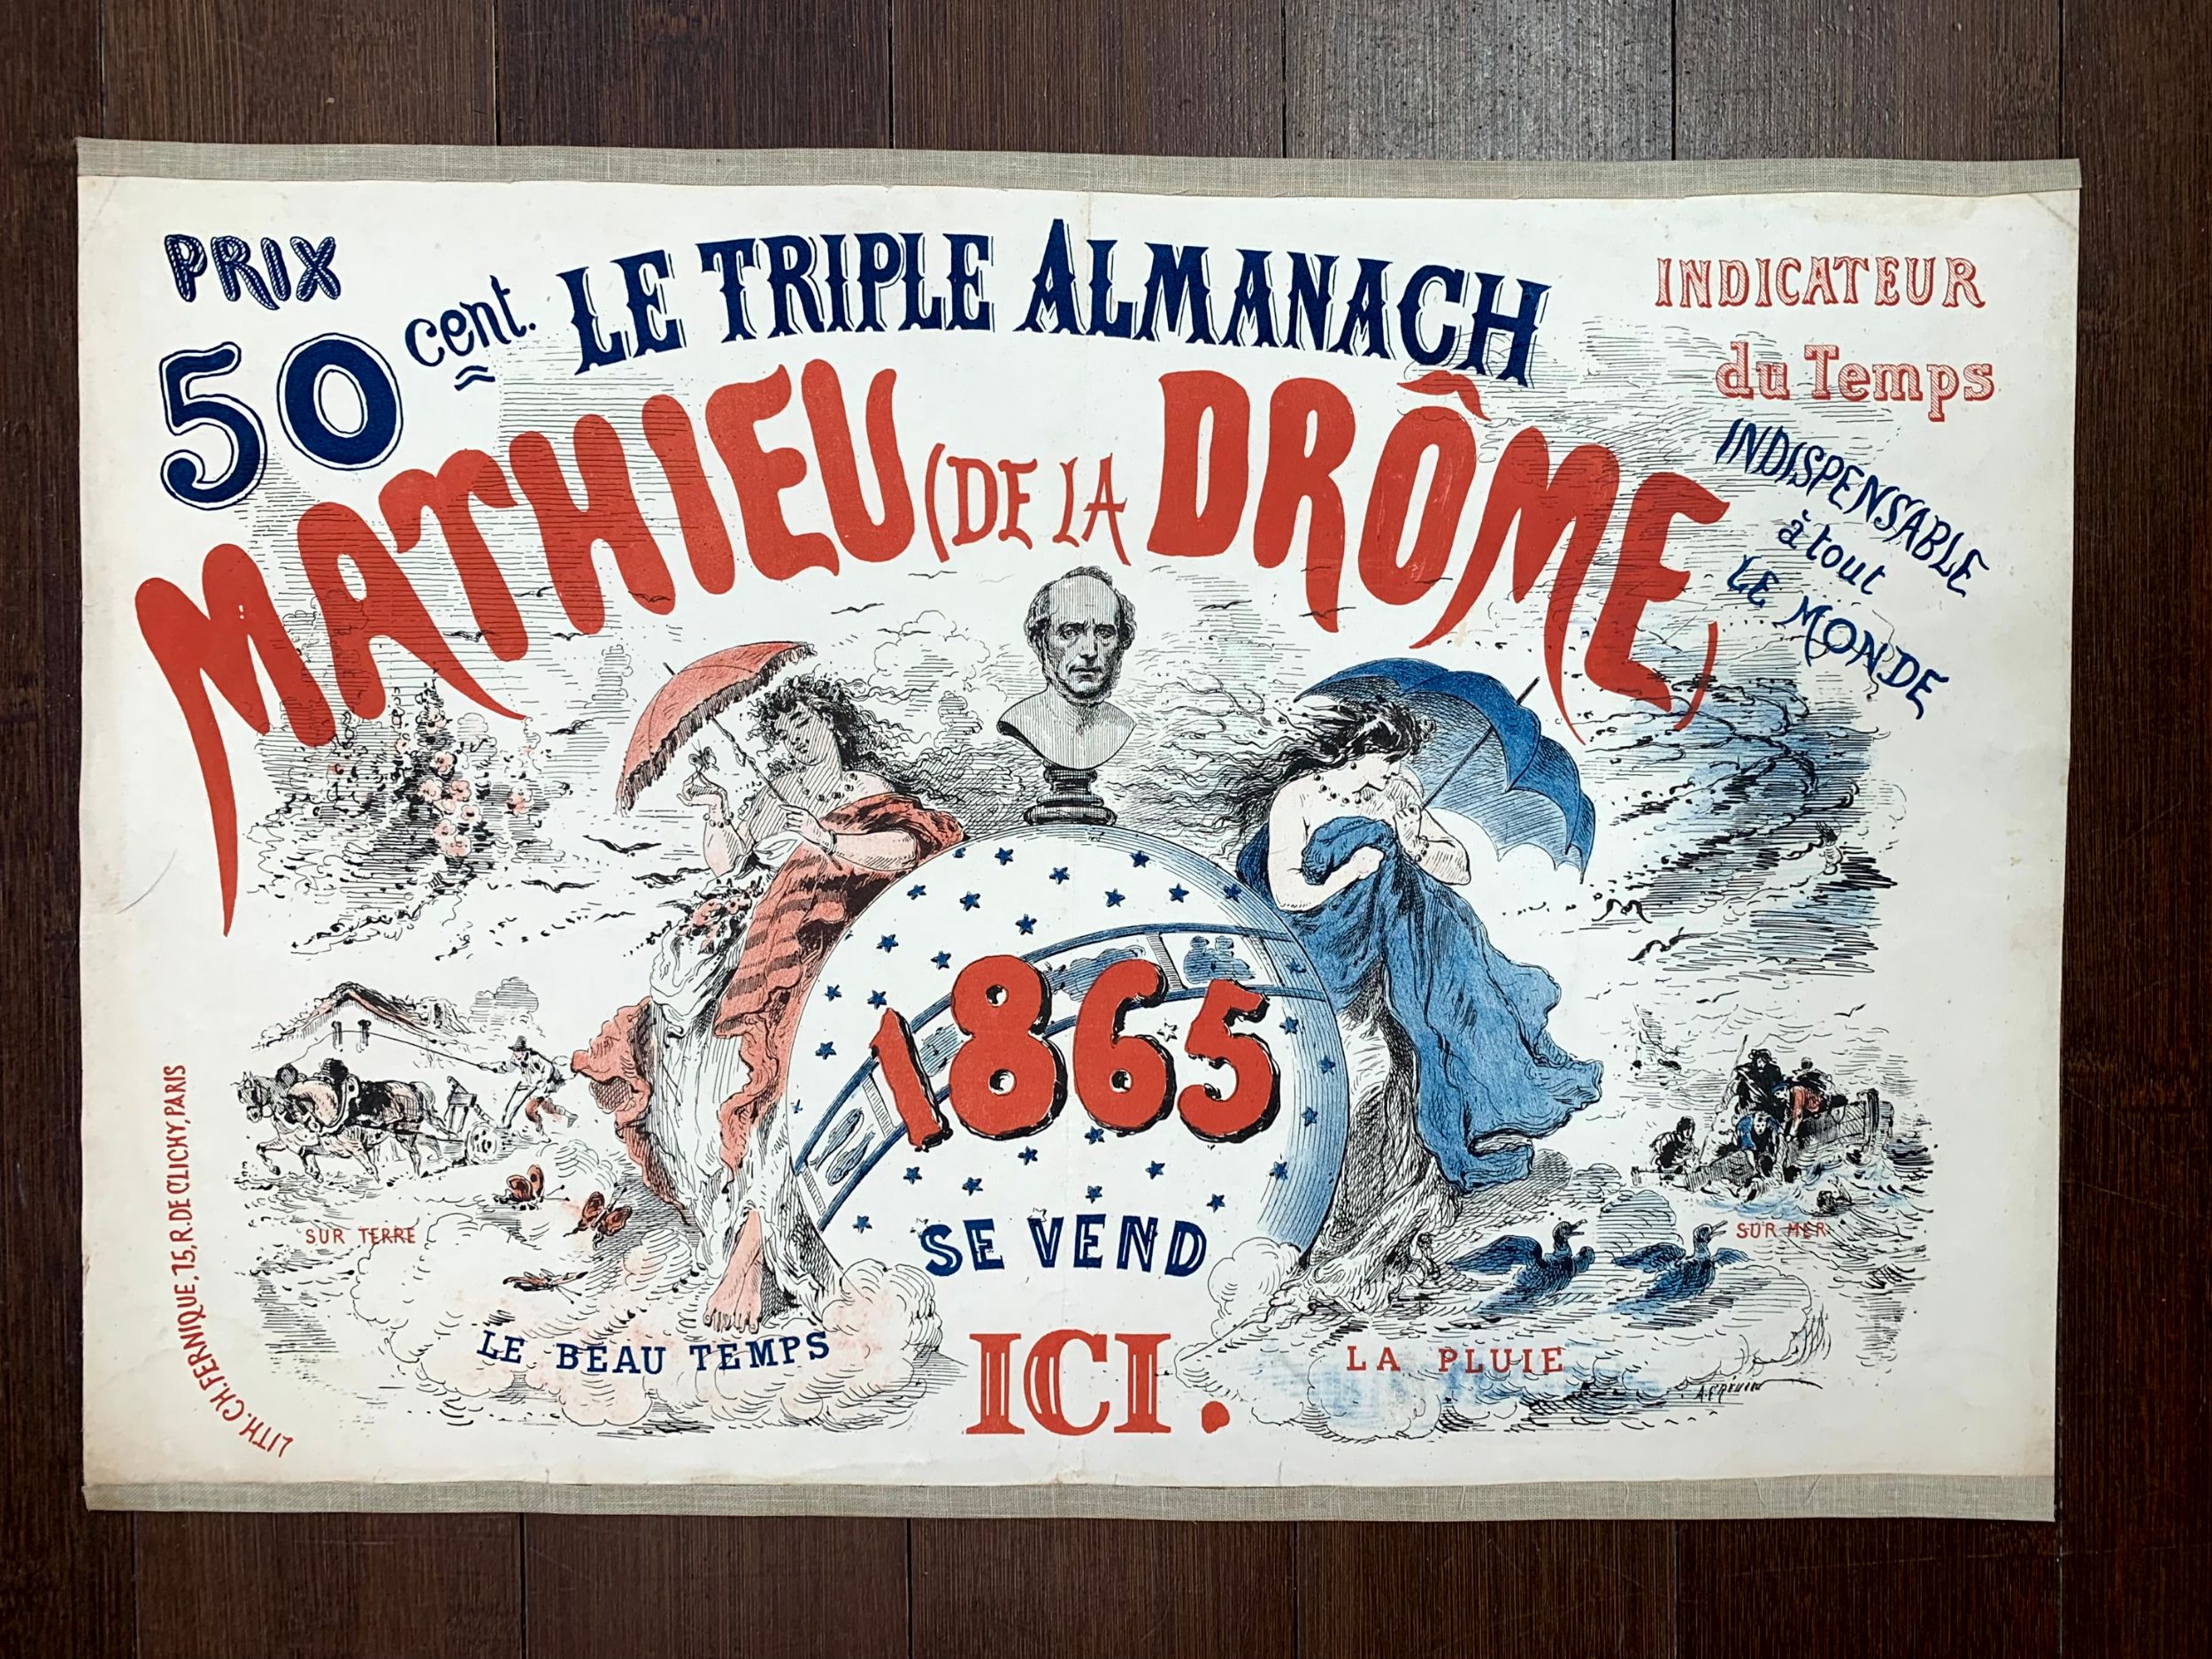 PRIX
50 cent.
LE TRIPLE ALMANACH
MATHIEU (DE LA DRÔME)
INDICATEUR
du Temps
INDISPENSABLE
à tout
LE MONDE
1865
SE VEND
ICI.
SUR TERRE
SUR MER
LE BEAU TEMPS
LA PLUIE
A. GRÉVIN
LITH. CH. FERNIQUE, 15, R. DE CLICHY, PARIS